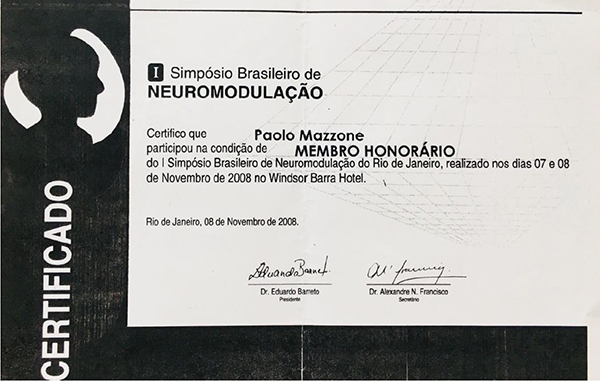 I Simpósio Brasileiro de
NEUROMODULAÇÃO
Certifico que Paolo Mazzone
participou na condição de MEMBRO HONORÁRIO
do I Simpósio Brasileiro de Neuromodulação do Rio de Janeiro, realizado nos dias 07 e 08
de Novembro de 2008 no Windsor Barra Hotel.
Rio de Janeiro, 08 de Novembro de 2008.
Dr. Eduardo Barreto
Presidente
Dr. Alexandre N. Francisco
Secretário
CERTIFICADO